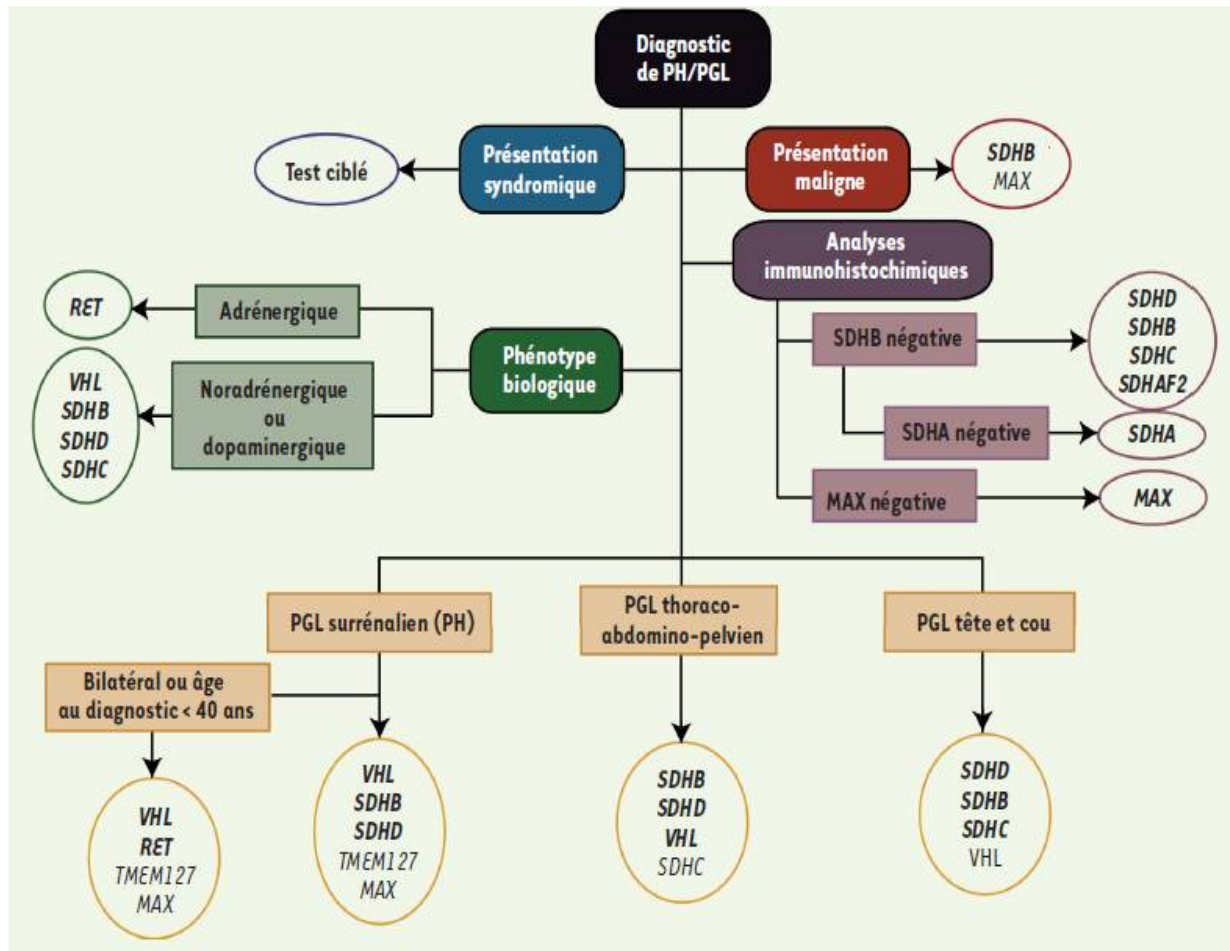 Diagnostic
de PH/PGL
Test ciblé
Présentation
syndromique
Présentation
maligne
SDHB
MAX
Analyses
immunohistochimiques
RET
Adrénergique
VHL
SDHB
SDHD
SDHC
Noradrénergique
ou
dopaminergique
Phénotype
biologique
SDHB négative
SDHD
SDHB
SDHC
SDHAF2
SDHA négative
SDHA
MAX négative
MAX
PGL surrénalien (PH)
PGL thoraco-
abdomino-pelvien
PGL tête et cou
Bilatéral ou âge
au diagnostic < 40 ans
VHL
RET
TMEM127
MAX
VHL
SDHB
SDHD
TMEM127
MAX
SDHB
SDHD
VHL
SDHC
SDHD
SDHB
SDHC
VHL